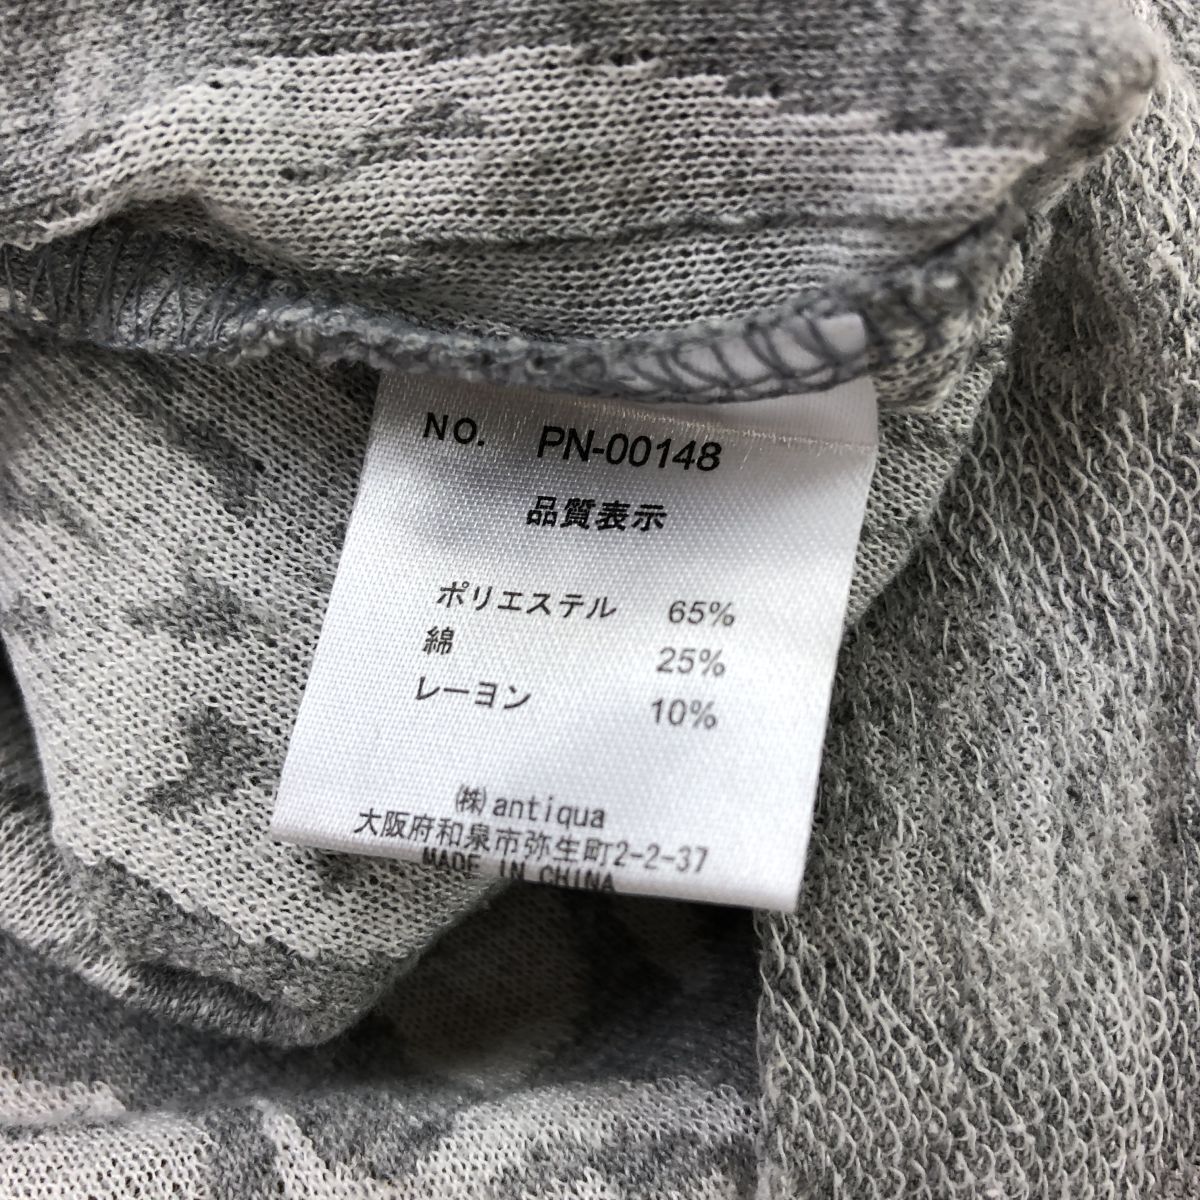 NO. PN-00148
品質表示
ポリエステル 65%
綿 25%
レーヨン 10%
㈱antiqua
大阪府和泉市弥生町2-2-37
MADE IN CHINA